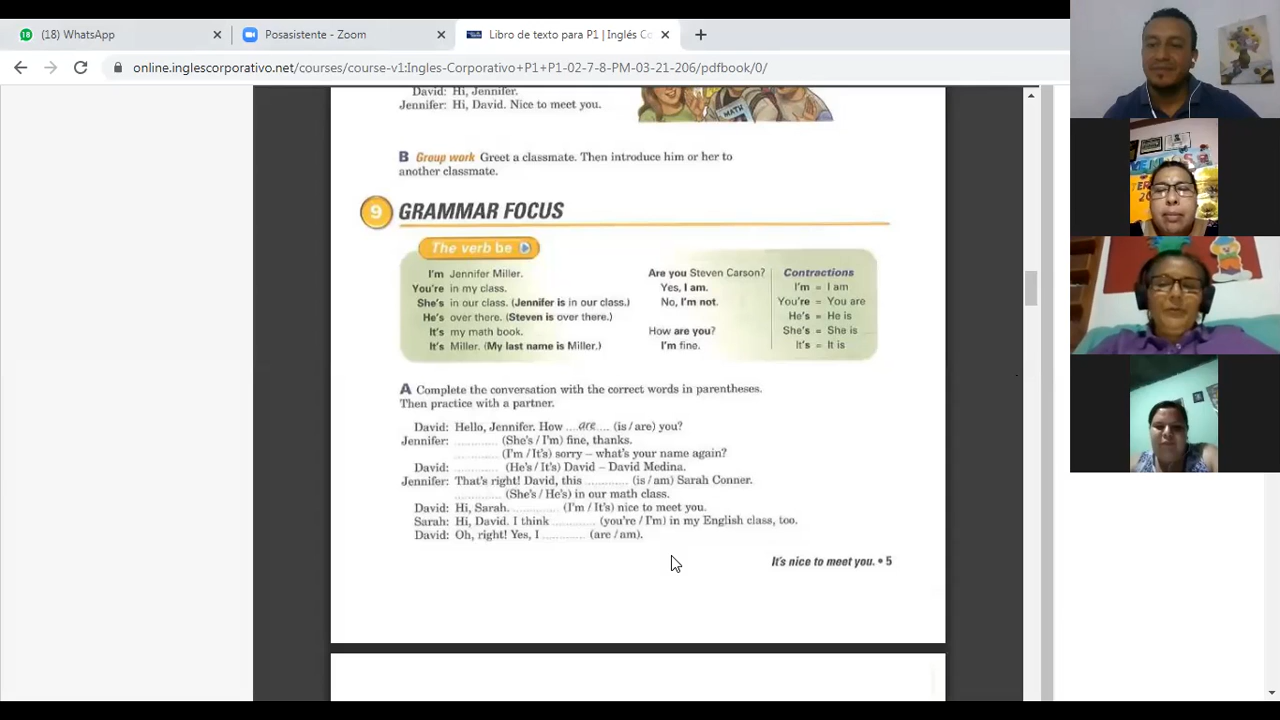 (18) WhatsApp
Posasistente - Zoom
Libro de texto para P1 | Inglés Co
online.inglescorporativo.net/courses/course-v1:Ingles-Corporativo+P1+P1-02-7-8-PM-03-21-206/pdfbook/0/
David: Hi, Jennifer.
Jennifer: Hi, David. Nice to meet you.
MATH
B Group work Greet a classmate. Then introduce him or her to
another classmate.
9 GRAMMAR FOCUS
The verb be
I'm Jennifer Miller.
You're in my class.
She's in our class. (Jennifer is in our class.)
He's over there. (Steven is over there.)
It's my math book.
It's Miller. (My last name is Miller.)
Are you Steven Carson?
Yes, I am.
No, I'm not.
How are you?
I'm fine.
Contractions
I'm = I am
You're = You are
He's = He is
She's = She is
It's = It is
A Complete the conversation with the correct words in parentheses.
Then practice with a partner.
David: Hello, Jennifer. How ....are.... (is / are) you?
Jennifer: ............ (She's / I'm) fine, thanks.
............ (I'm / It's) sorry – what's your name again?
David: ............ (He's / It's) David – David Medina.
Jennifer: That's right! David, this ............ (is / am) Sarah Conner.
............ (She's / He's) in our math class.
David: Hi, Sarah. ............ (I'm / It's) nice to meet you.
Sarah: Hi, David. I think ............ (you're / I'm) in my English class, too.
David: Oh, right! Yes, I ............ (are / am).
It's nice to meet you. • 5